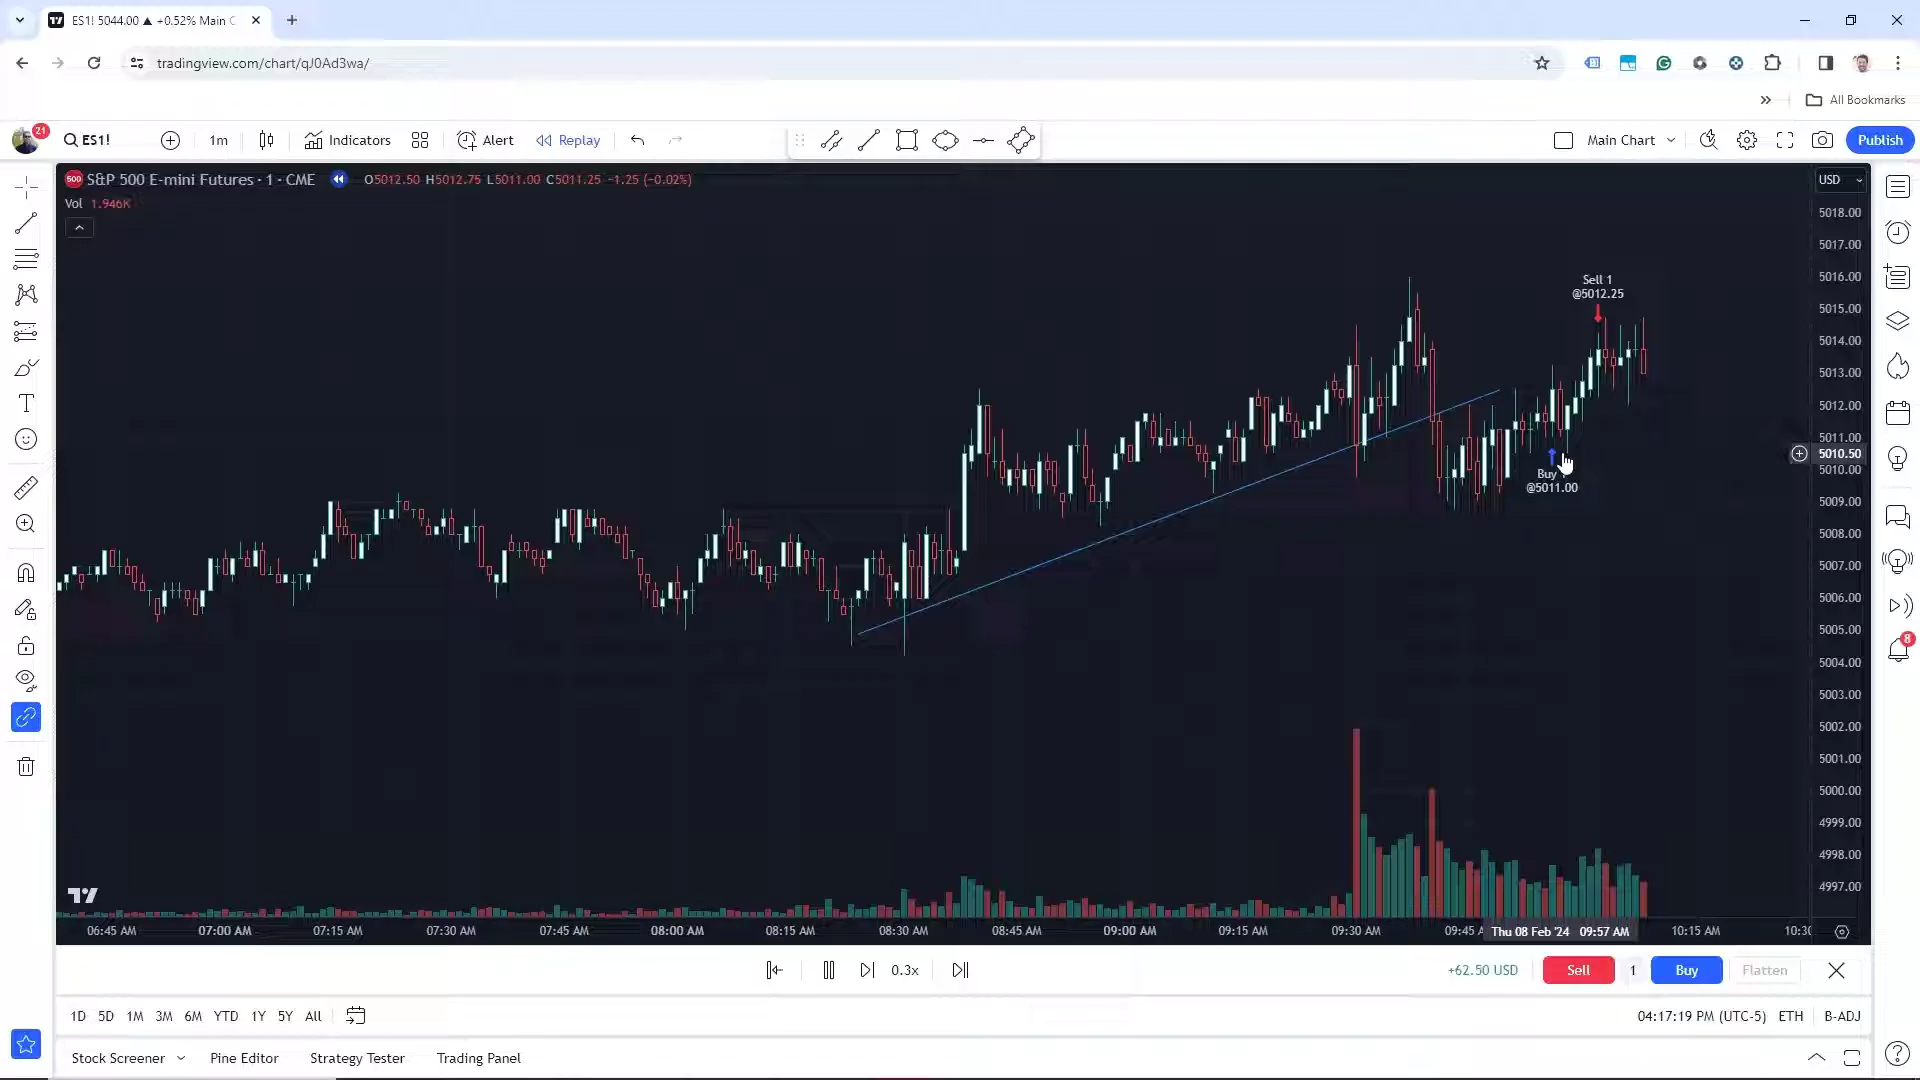 ES1! 5044.00 ▲ +0.52% Main C
tradingview.com/chart/qJ0Ad3wa/
All Bookmarks
21
ES1!
1m
Indicators
Alert
Replay
Main Chart
Publish
500 S&P 500 E-mini Futures · 1 · CME O5012.50 H5012.75 L5011.00 C5011.25 −1.25 (−0.02%)
USD
Vol 1.946K
5018.00
5017.00
5016.00
5015.00
5014.00
5013.00
5012.00
5011.00
5010.50
5010.00
5009.00
5008.00
5007.00
5006.00
5005.00
5004.00
5003.00
5002.00
5001.00
5000.00
4999.00
4998.00
4997.00
Sell 1
@5012.25
Buy
@5011.00
8
06:45 AM 07:00 AM 07:15 AM 07:30 AM 07:45 AM 08:00 AM 08:15 AM 08:30 AM 08:45 AM 09:00 AM 09:15 AM 09:30 AM 09:45 A Thu 08 Feb '24 09:57 AM 10:15 AM 10:30
0.3x
+62.50 USD
Sell
1
Buy
Flatten
1D 5D 1M 3M 6M YTD 1Y 5Y All
04:17:19 PM (UTC-5) ETH B-ADJ
Stock Screener Pine Editor Strategy Tester Trading Panel